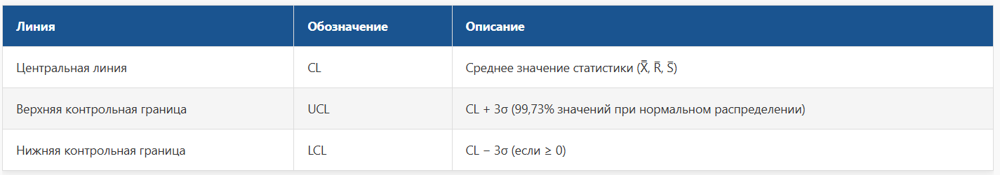 Линия Обозначение Описание
Центральная линия CL Среднее значение статистики (X̿, R̄, S̄)
Верхняя контрольная граница UCL CL + 3σ (99,73% значений при нормальном распределении)
Нижняя контрольная граница LCL CL − 3σ (если ≥ 0)